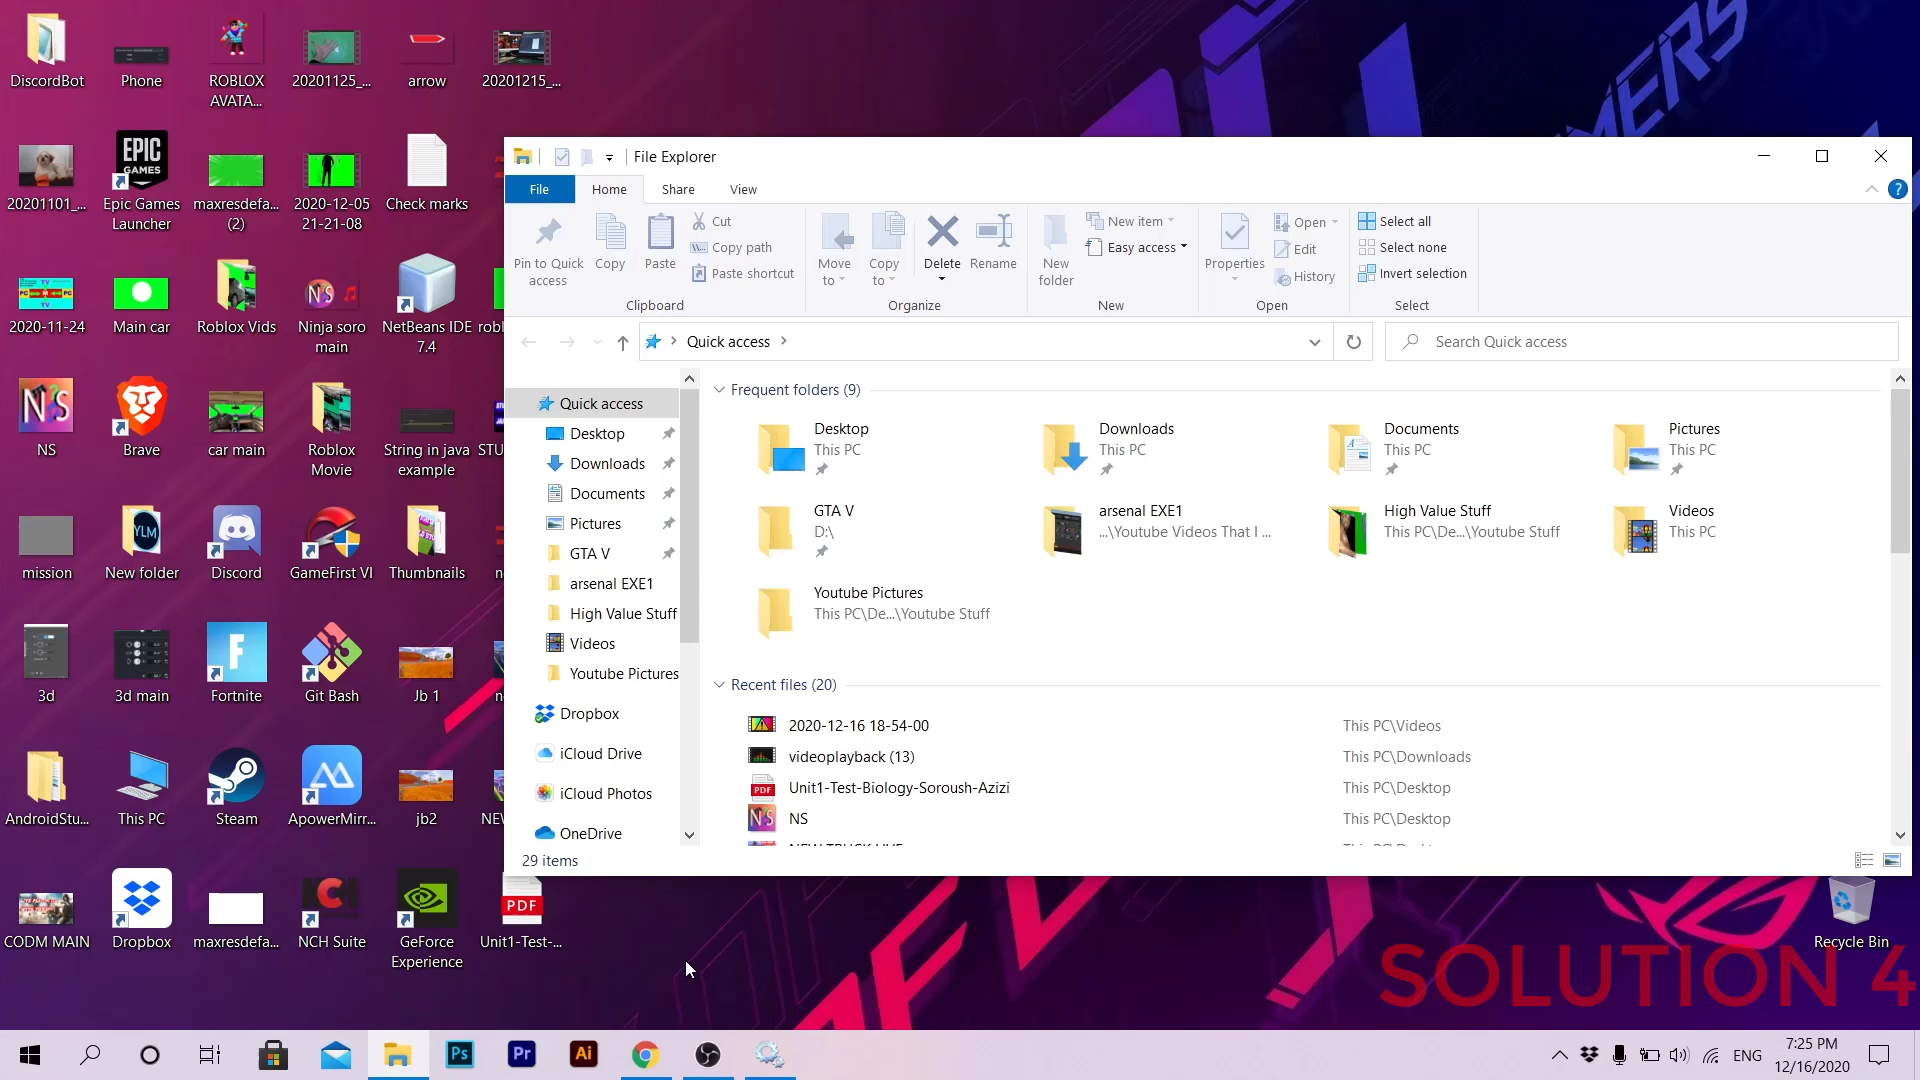 DiscordBot
Phone
ROBLOX
AVATA...
20201125_...
arrow
20201215_...
20201101_...
EPIC
GAMES
Epic Games
Launcher
maxresdefa...
(2)
2020-12-05
21-21-08
Check marks
2020-11-24
Main car
Roblox Vids
Ninja soro
main
NetBeans IDE
7.4
robl
NS
Brave
car main
Roblox
Movie
String in java
example
STU
mission
YLM
New folder
Discord
GameFirst VI
Thumbnails
3d
3d main
Fortnite
Git Bash
Jb 1
AndroidStu...
This PC
Steam
ApowerMirr...
jb2
NEW
CODM MAIN
Dropbox
maxresdefa...
NCH Suite
GeForce
Experience
PDF
Unit1-Test-...
Recycle Bin
File Explorer
File
Home
Share
View
Pin to Quick
access
Copy
Paste
Cut
Copy path
Paste shortcut
Clipboard
Move
to
Copy
to
Delete
Rename
Organize
New
folder
New item
Easy access
New
Properties
Open
Edit
History
Open
Select all
Select none
Invert selection
Select
Quick access
Search Quick access
Quick access
Desktop
Downloads
Documents
Pictures
GTA V
arsenal EXE1
High Value Stuff
Videos
Youtube Pictures
Dropbox
iCloud Drive
iCloud Photos
OneDrive
Frequent folders (9)
Desktop
This PC
Downloads
This PC
Documents
This PC
Pictures
This PC
GTA V
D:\
arsenal EXE1
...\Youtube Videos That I ...
High Value Stuff
This PC\De...\Youtube Stuff
Videos
This PC
Youtube Pictures
This PC\De...\Youtube Stuff
Recent files (20)
2020-12-16 18-54-00 This PC\Videos
videoplayback (13) This PC\Downloads
Unit1-Test-Biology-Soroush-Azizi This PC\Desktop
NS This PC\Desktop
29 items
SOLUTION 4
Ps
Pr
Ai
ENG
7:25 PM
12/16/2020